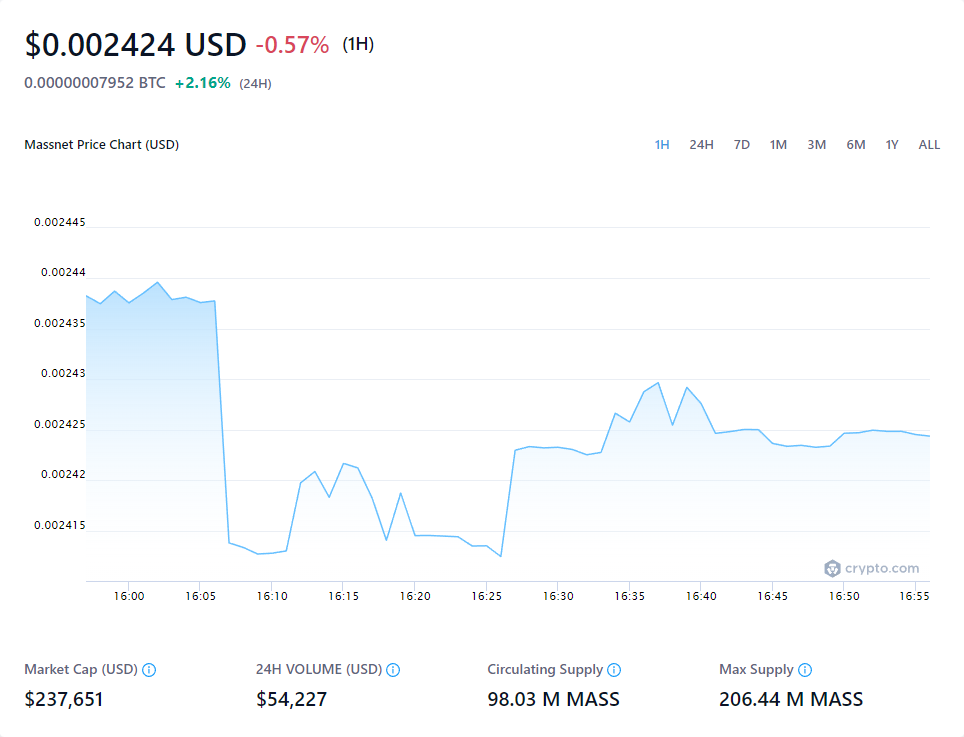 $0.002424 USD -0.57% (1H)
0.00000007952 BTC +2.16% (24H)
Massnet Price Chart (USD) 1H 24H 7D 1M 3M 6M 1Y ALL
0.002445
0.00244
0.002435
0.00243
0.002425
0.00242
0.002415
crypto.com
16:00 16:05 16:10 16:15 16:20 16:25 16:30 16:35 16:40 16:45 16:50 16:55
Market Cap (USD) 24H VOLUME (USD) Circulating Supply Max Supply
$237,651 $54,227 98.03 M MASS 206.44 M MASS